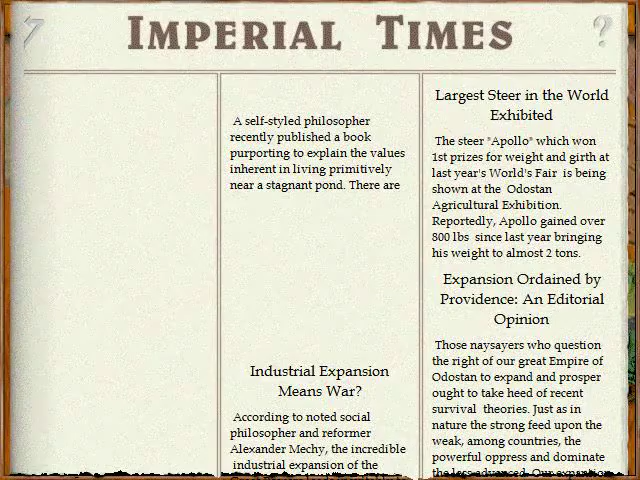 IMPERIAL TIMES
?
A self-styled philosopher
recently published a book
purporting to explain the values
inherent in living primitively
near a stagnant pond. There are
Industrial Expansion
Means War?
According to noted social
philosopher and reformer
Alexander Mechy, the incredible
industrial expansion of the
Largest Steer in the World
Exhibited
The steer "Apollo" which won
1st prizes for weight and girth at
last year's World's Fair is being
shown at the Odostan
Agricultural Exhibition.
Reportedly, Apollo gained over
800 lbs since last year bringing
his weight to almost 2 tons.
Expansion Ordained by
Providence: An Editorial
Opinion
Those naysayers who question
the right of our great Empire of
Odostan to expand and prosper
ought to take heed of recent
survival theories. Just as in
nature the strong feed upon the
weak, among countries, the
powerful oppress and dominate
the less advanced. Our expansion